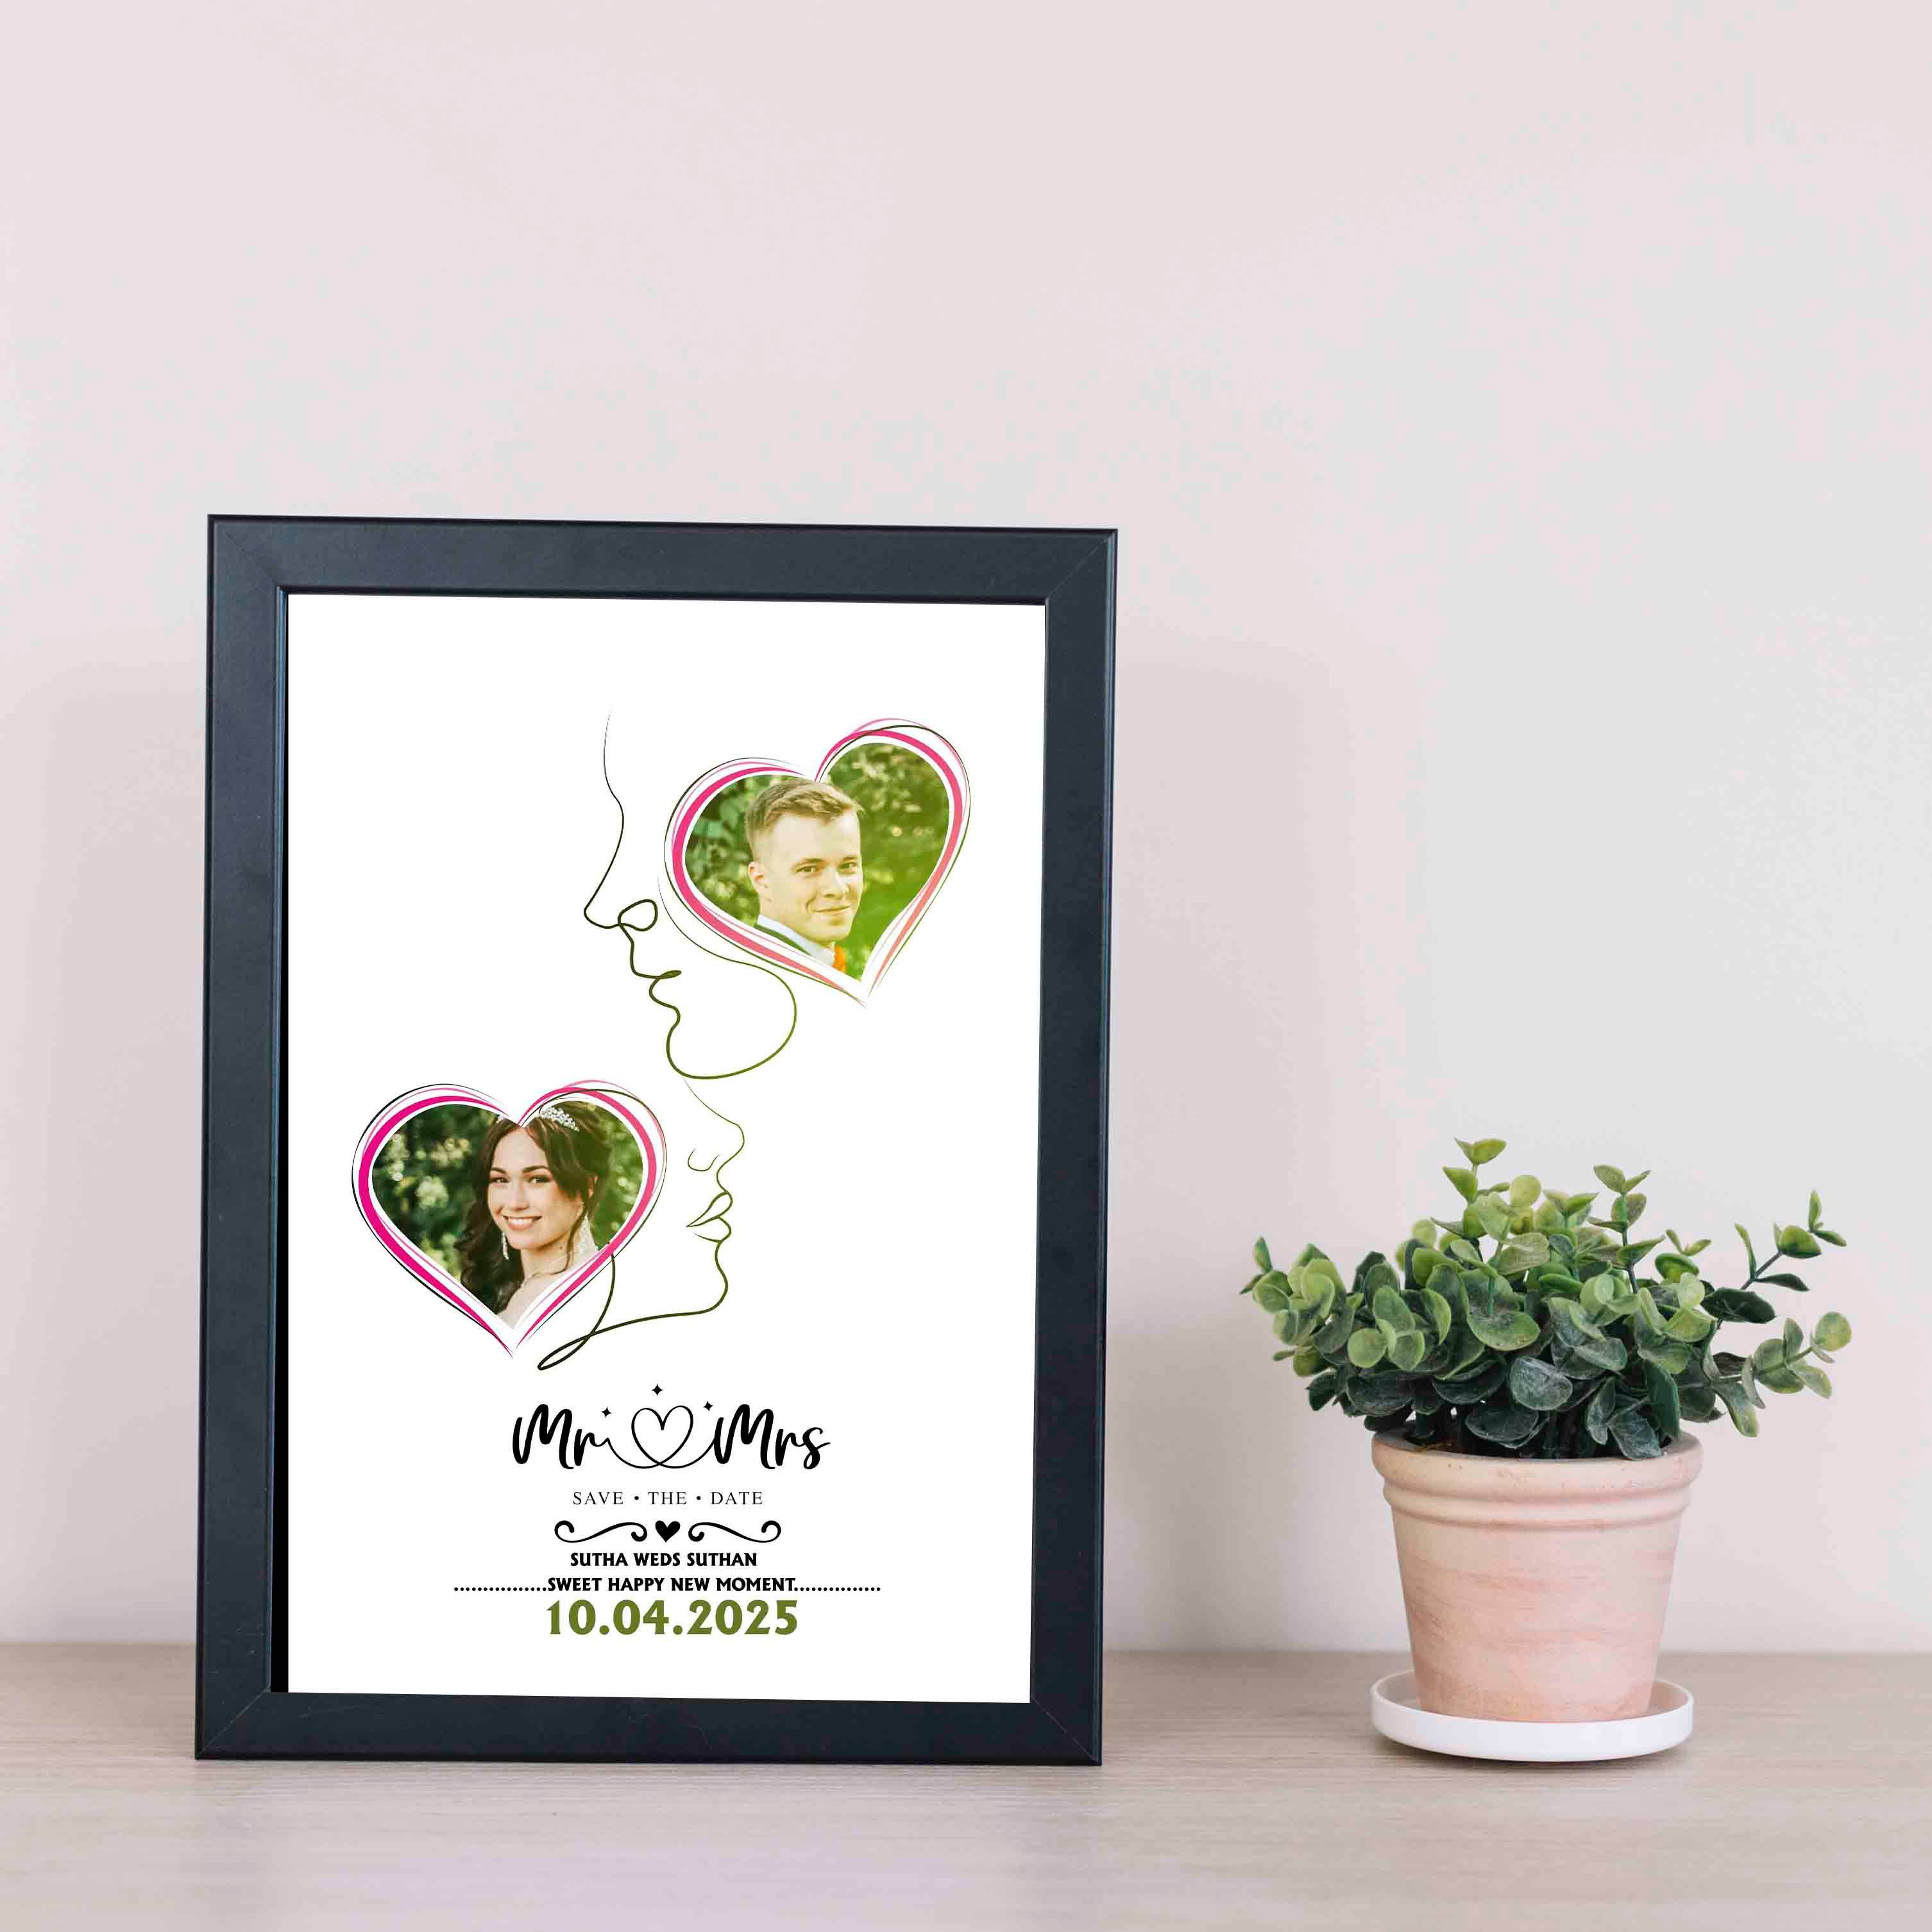 Mr Mrs
SAVE • THE • DATE
SUTHA WEDS SUTHAN
................SWEET HAPPY NEW MOMENT...............
10.04.2025